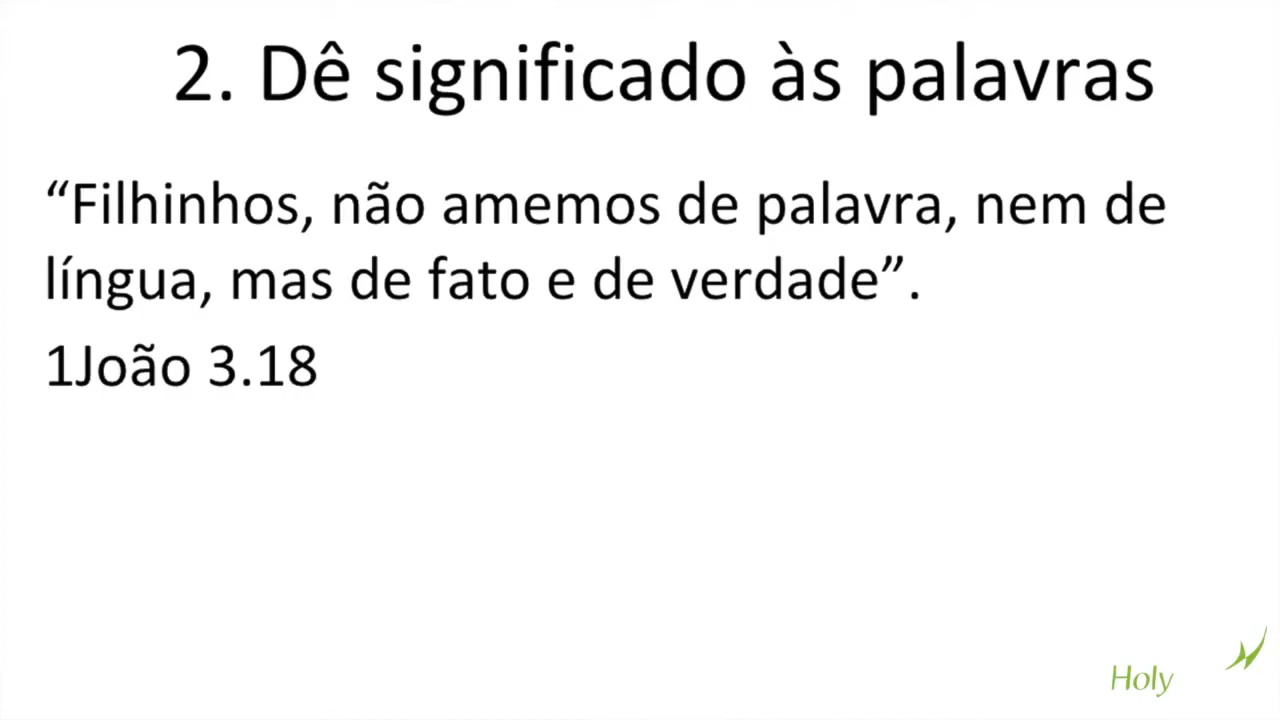 2. Dê significado às palavras
“Filhinhos, não amemos de palavra, nem de
língua, mas de fato e de verdade”.
1João 3.18
Holy